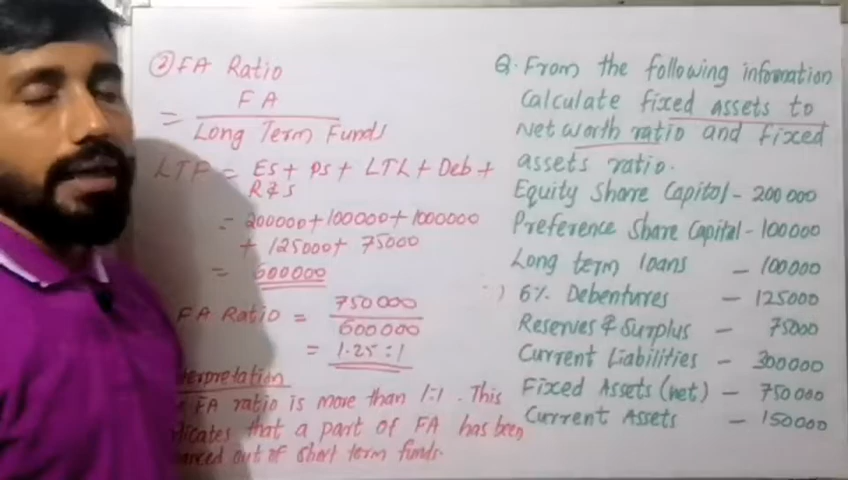 ② FA Ratio
= FA
Long Term Funds
LTF = ES + PS + LTL + Deb +
R & S
= 200000 + 100000 + 1000000
+ 125000 + 75000
= 600000
FA Ratio = 750000
600000
= 1.25 : 1
terpretation
FA ratio is more than 1:1. This
dicates that a part of FA has been
anced out of short term funds.
Q. From the following information
Calculate fixed assets to
Net worth ratio and fixed
assets ratio.
Equity Share Capital - 200000
Preference Share Capital - 100000
Long term loans - 100000
6% Debentures - 125000
Reserves & Surplus - 75000
Current Liabilities - 300000
Fixed Assets (net) - 750000
Current Assets - 150000